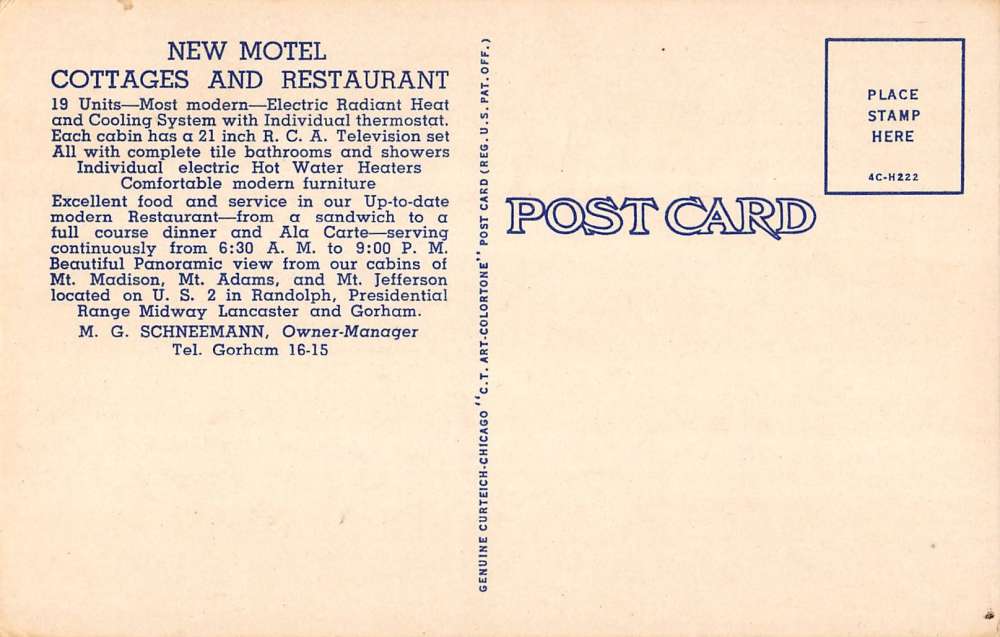 NEW MOTEL
COTTAGES AND RESTAURANT
19 Units—Most modern—Electric Radiant Heat
and Cooling System with Individual thermostat.
Each cabin has a 21 inch R. C. A. Television set
All with complete tile bathrooms and showers
Individual electric Hot Water Heaters
Comfortable modern furniture
Excellent food and service in our Up-to-date
modern Restaurant—from a sandwich to a
full course dinner and Ala Carte—serving
continuously from 6:30 A. M. to 9:00 P. M.
Beautiful Panoramic view from our cabins of
Mt. Madison, Mt. Adams, and Mt. Jefferson
located on U. S. 2 in Randolph, Presidential
Range Midway Lancaster and Gorham.
M. G. SCHNEEMANN, Owner-Manager
Tel. Gorham 16-15
GENUINE CURTEICH-CHICAGO "C.T. ART-COLORTONE" POST CARD (REG. U.S. PAT. OFF.)
POST CARD
PLACE
STAMP
HERE
4C-H222